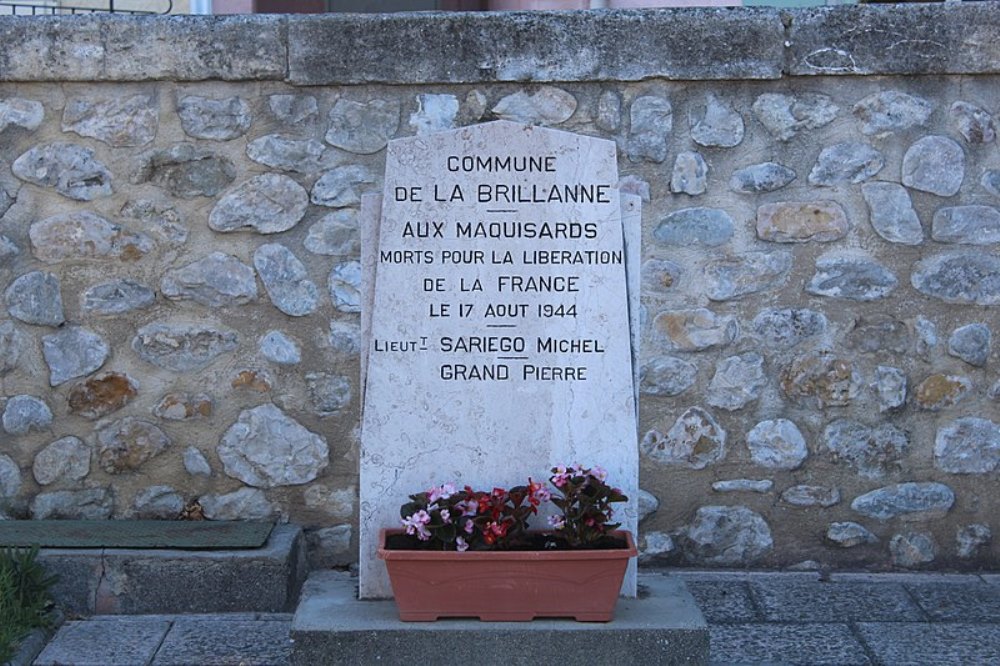 COMMUNE
DE LA BRILLANNE
AUX MAQUISARDS
MORTS POUR LA LIBERATION
DE LA FRANCE
LE 17 AOUT 1944
LIEUT SARIEGO MICHEL
GRAND PIERRE